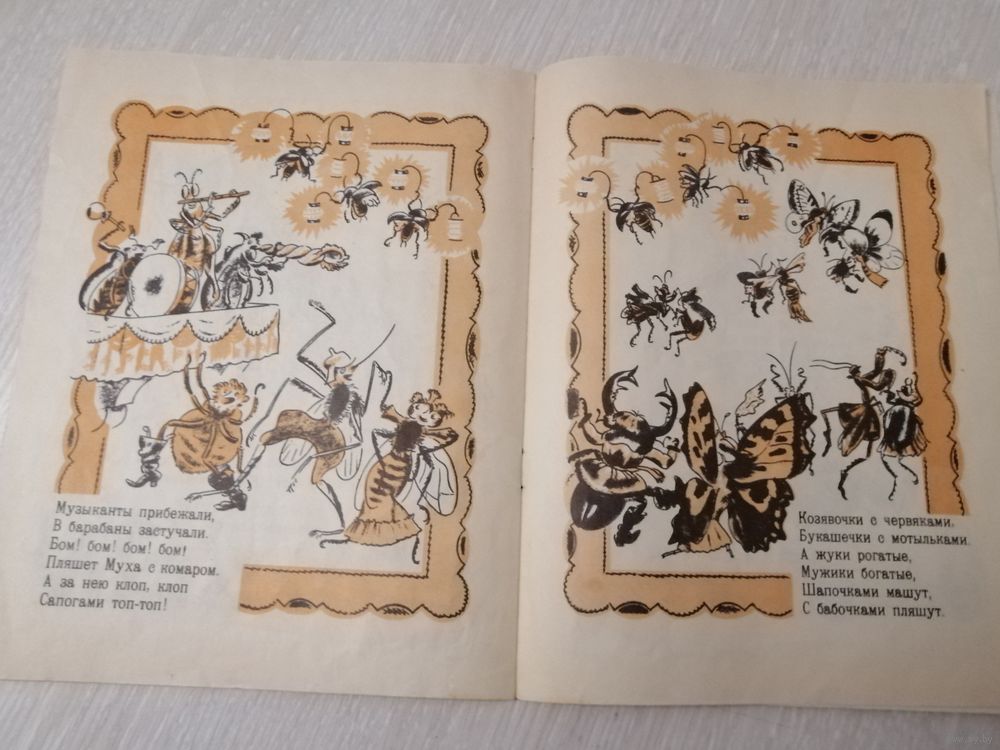 Музыканты прибежали,
В барабаны застучали.
Бом! бом! бом! бом!
Пляшет Муха с комаром.
А за нею клоп, клоп
Сапогами топ-топ!
Козявочки с червяками,
Букашечки с мотыльками.
А жуки рогатые,
Мужики богатые,
Шапочками машут,
С бабочками пляшут.